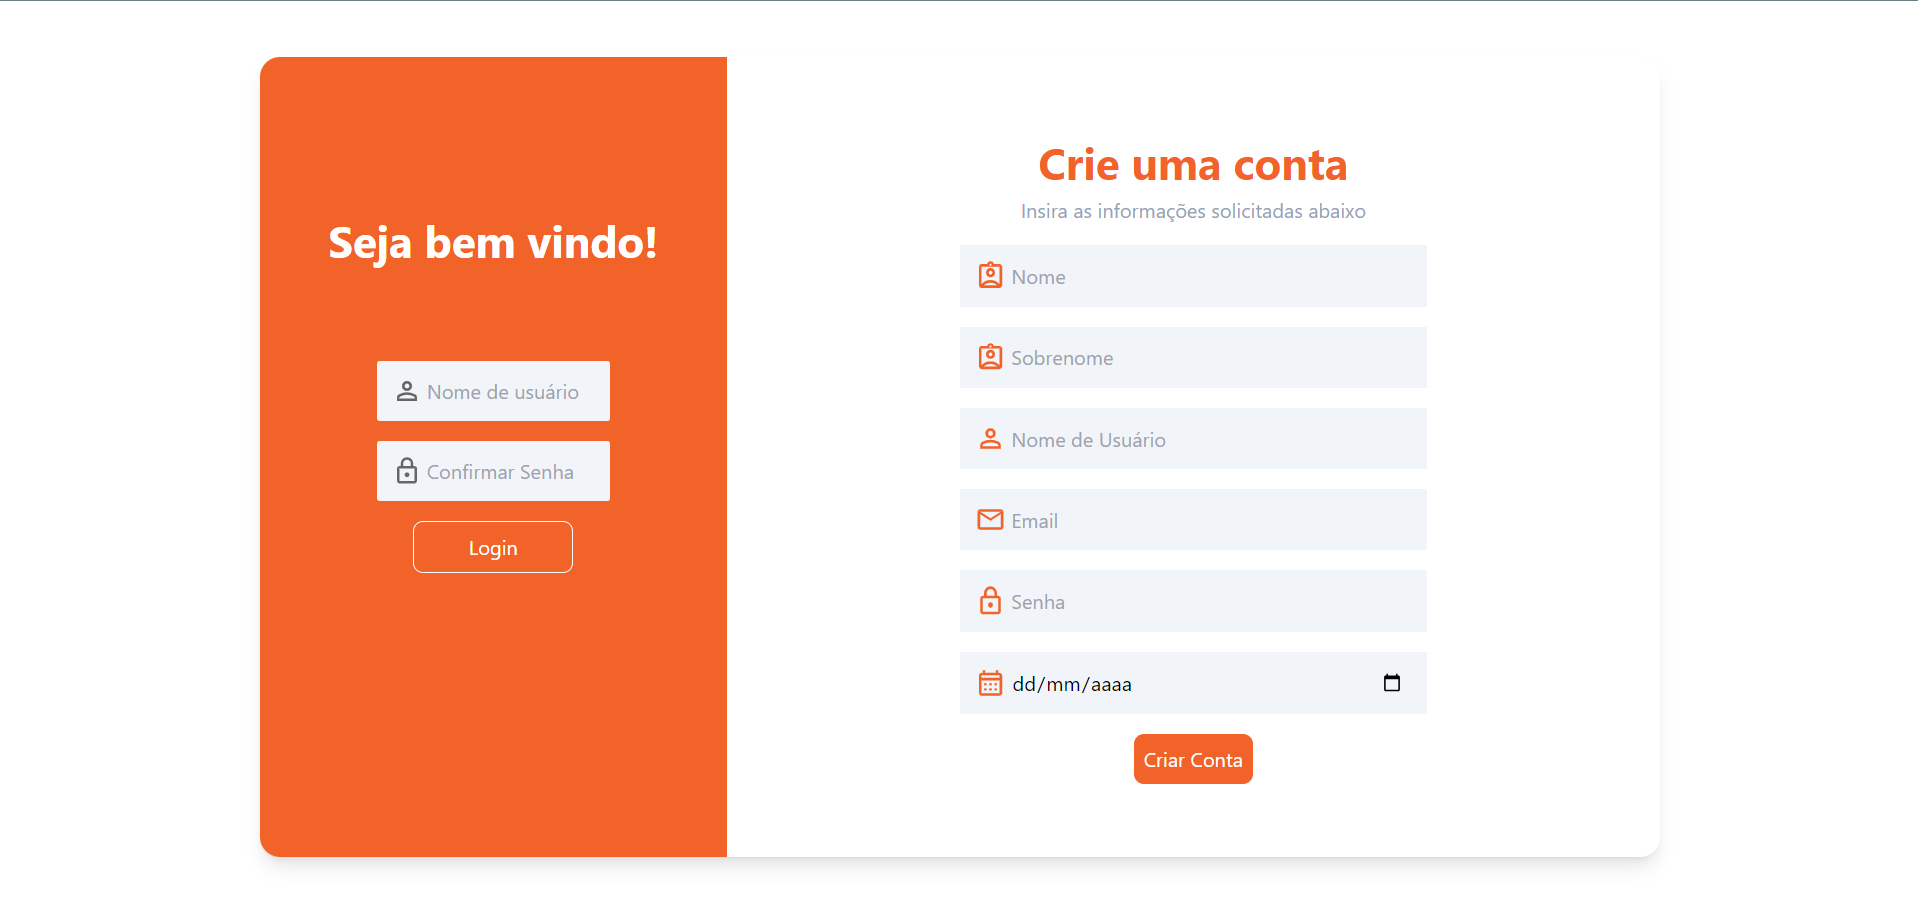 Seja bem vindo!
Nome de usuário
Confirmar Senha
Login
Crie uma conta
Insira as informações solicitadas abaixo
Nome
Sobrenome
Nome de Usuário
Email
Senha
dd/mm/aaaa
Criar Conta